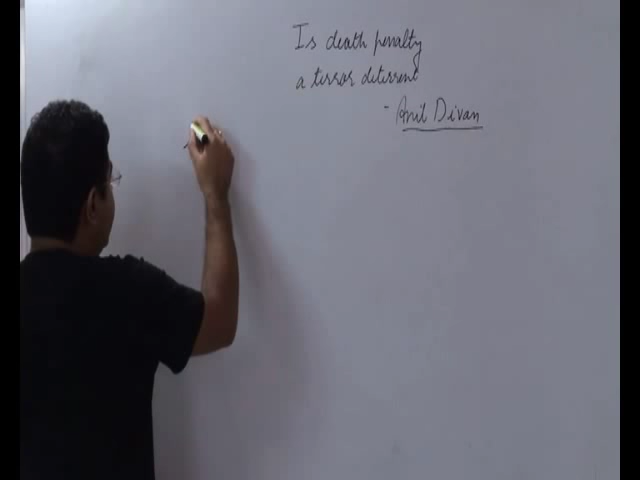 Is death penalty
a terror deterrent
- Anil Divan